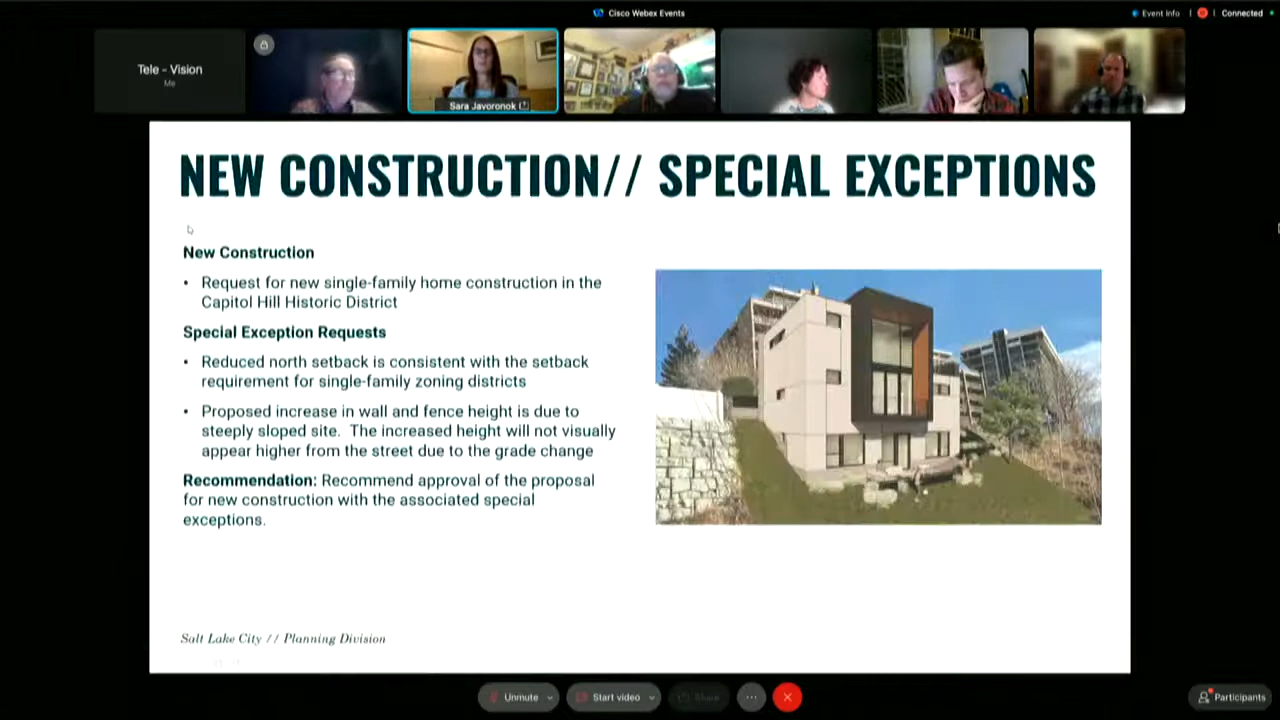 Cisco Webex Events
Event info
Connected
Tele - Vision
Me
Sara Javoronok
NEW CONSTRUCTION// SPECIAL EXCEPTIONS
New Construction
• Request for new single-family home construction in the
Capitol Hill Historic District
Special Exception Requests
• Reduced north setback is consistent with the setback
requirement for single-family zoning districts
• Proposed increase in wall and fence height is due to
steeply sloped site. The increased height will not visually
appear higher from the street due to the grade change
Recommendation: Recommend approval of the proposal
for new construction with the associated special
exceptions.
Salt Lake City // Planning Division
Unmute
Start video
Share
Participants